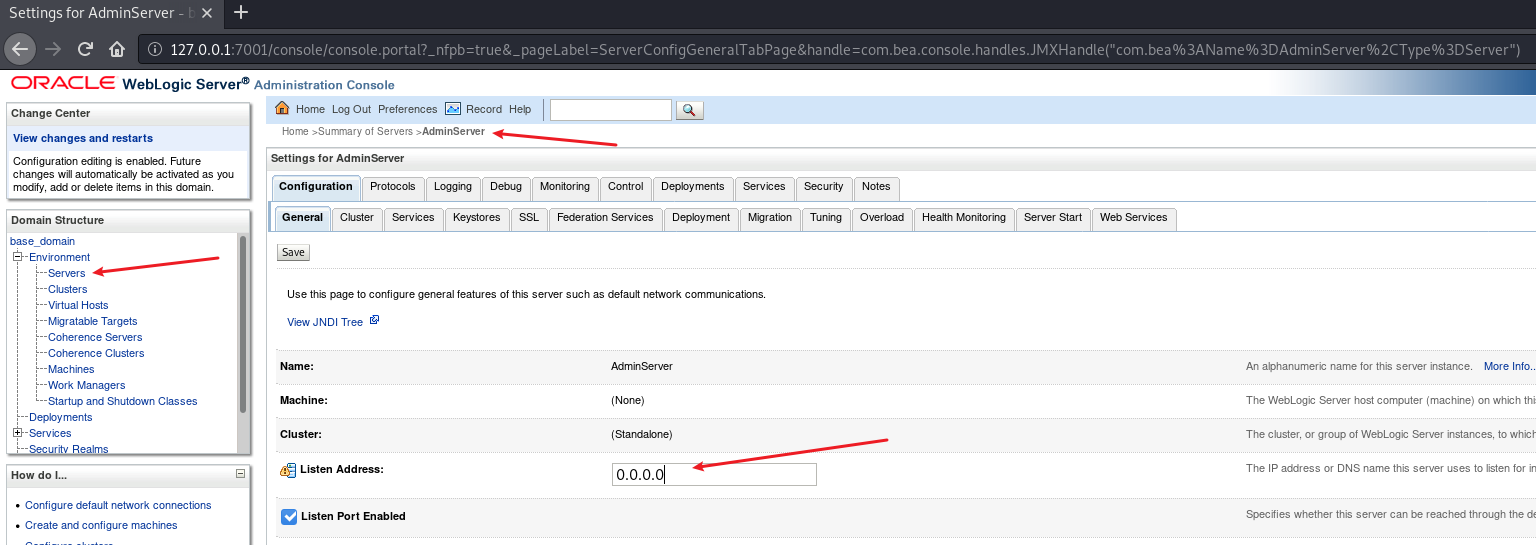 Settings for AdminServer - b
127.0.0.1:7001/console/console.portal?_nfpb=true&_pageLabel=ServerConfigGeneralTabPage&handle=com.bea.console.handles.JMXHandle("com.bea%3AName%3DAdminServer%2CType%3DServer")
ORACLE WebLogic Server® Administration Console
Change Center
View changes and restarts
Configuration editing is enabled. Future
changes will automatically be activated as you
modify, add or delete items in this domain.
Domain Structure
base_domain
Environment
Servers
Clusters
Virtual Hosts
Migratable Targets
Coherence Servers
Coherence Clusters
Machines
Work Managers
Startup and Shutdown Classes
Deployments
Services
Security Realms
How do I...
Configure default network connections
Create and configure machines
Configure clusters
Home Log Out Preferences Record Help
Home >Summary of Servers >AdminServer
Settings for AdminServer
Configuration Protocols Logging Debug Monitoring Control Deployments Services Security Notes
General Cluster Services Keystores SSL Federation Services Deployment Migration Tuning Overload Health Monitoring Server Start Web Services
Save
Use this page to configure general features of this server such as default network communications.
View JNDI Tree
Name: AdminServer An alphanumeric name for this server instance. More Info..
Machine: (None) The WebLogic Server host computer (machine) on which this
Cluster: (Standalone) The cluster, or group of WebLogic Server instances, to which
Listen Address: 0.0.0.0 The IP address or DNS name this server uses to listen for in
Listen Port Enabled Specifies whether this server can be reached through the de